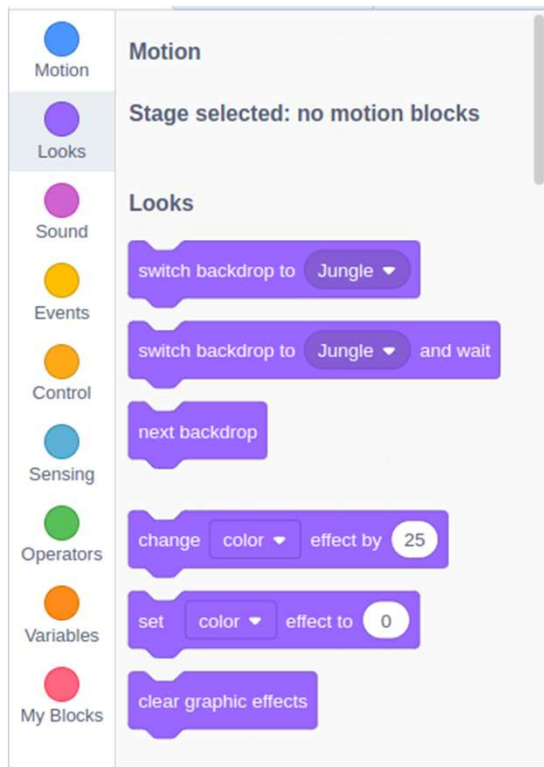 Motion
Looks
Sound
Events
Control
Sensing
Operators
Variables
My Blocks
Motion
Stage selected: no motion blocks
Looks
switch backdrop to Jungle
switch backdrop to Jungle and wait
next backdrop
change color effect by 25
set color effect to 0
clear graphic effects